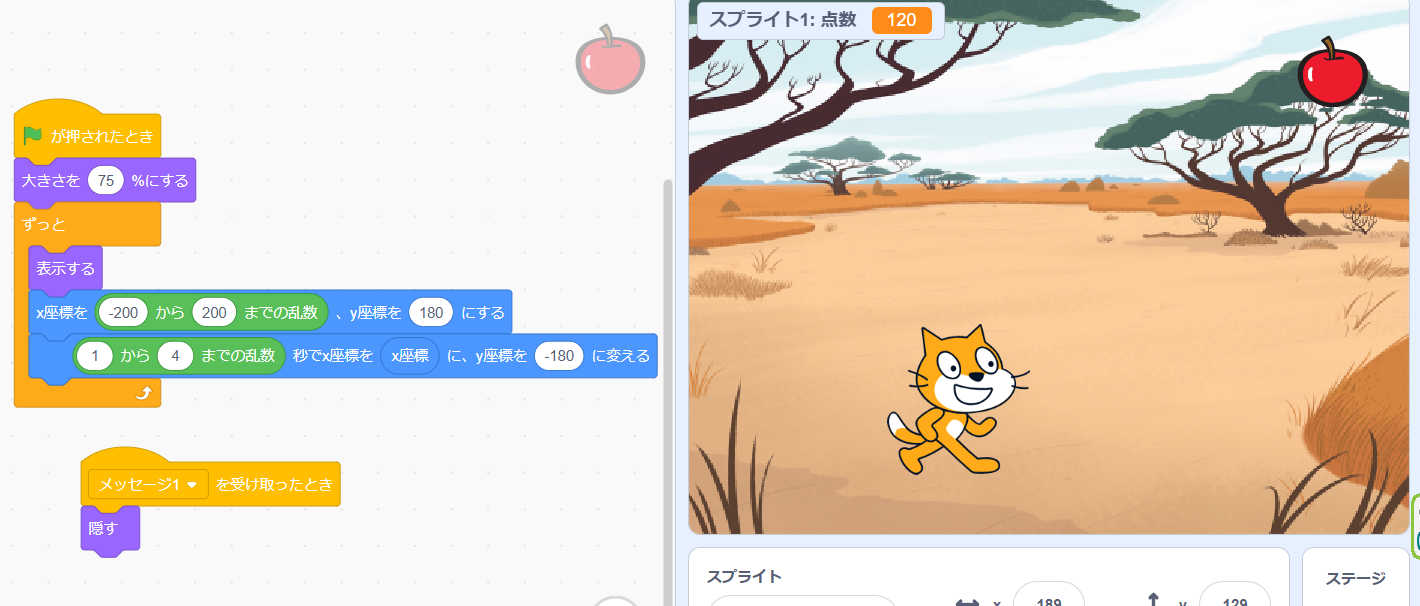 スプライト1: 点数 120
が押されたとき
大きさを 75 %にする
ずっと
表示する
x座標を -200 から 200 までの乱数 、y座標を 180 にする
1 から 4 までの乱数 秒でx座標を x座標 に、y座標を -180 に変える
メッセージ1 を受け取ったとき
隠す
スプライト
x 189 y 129
ステージ